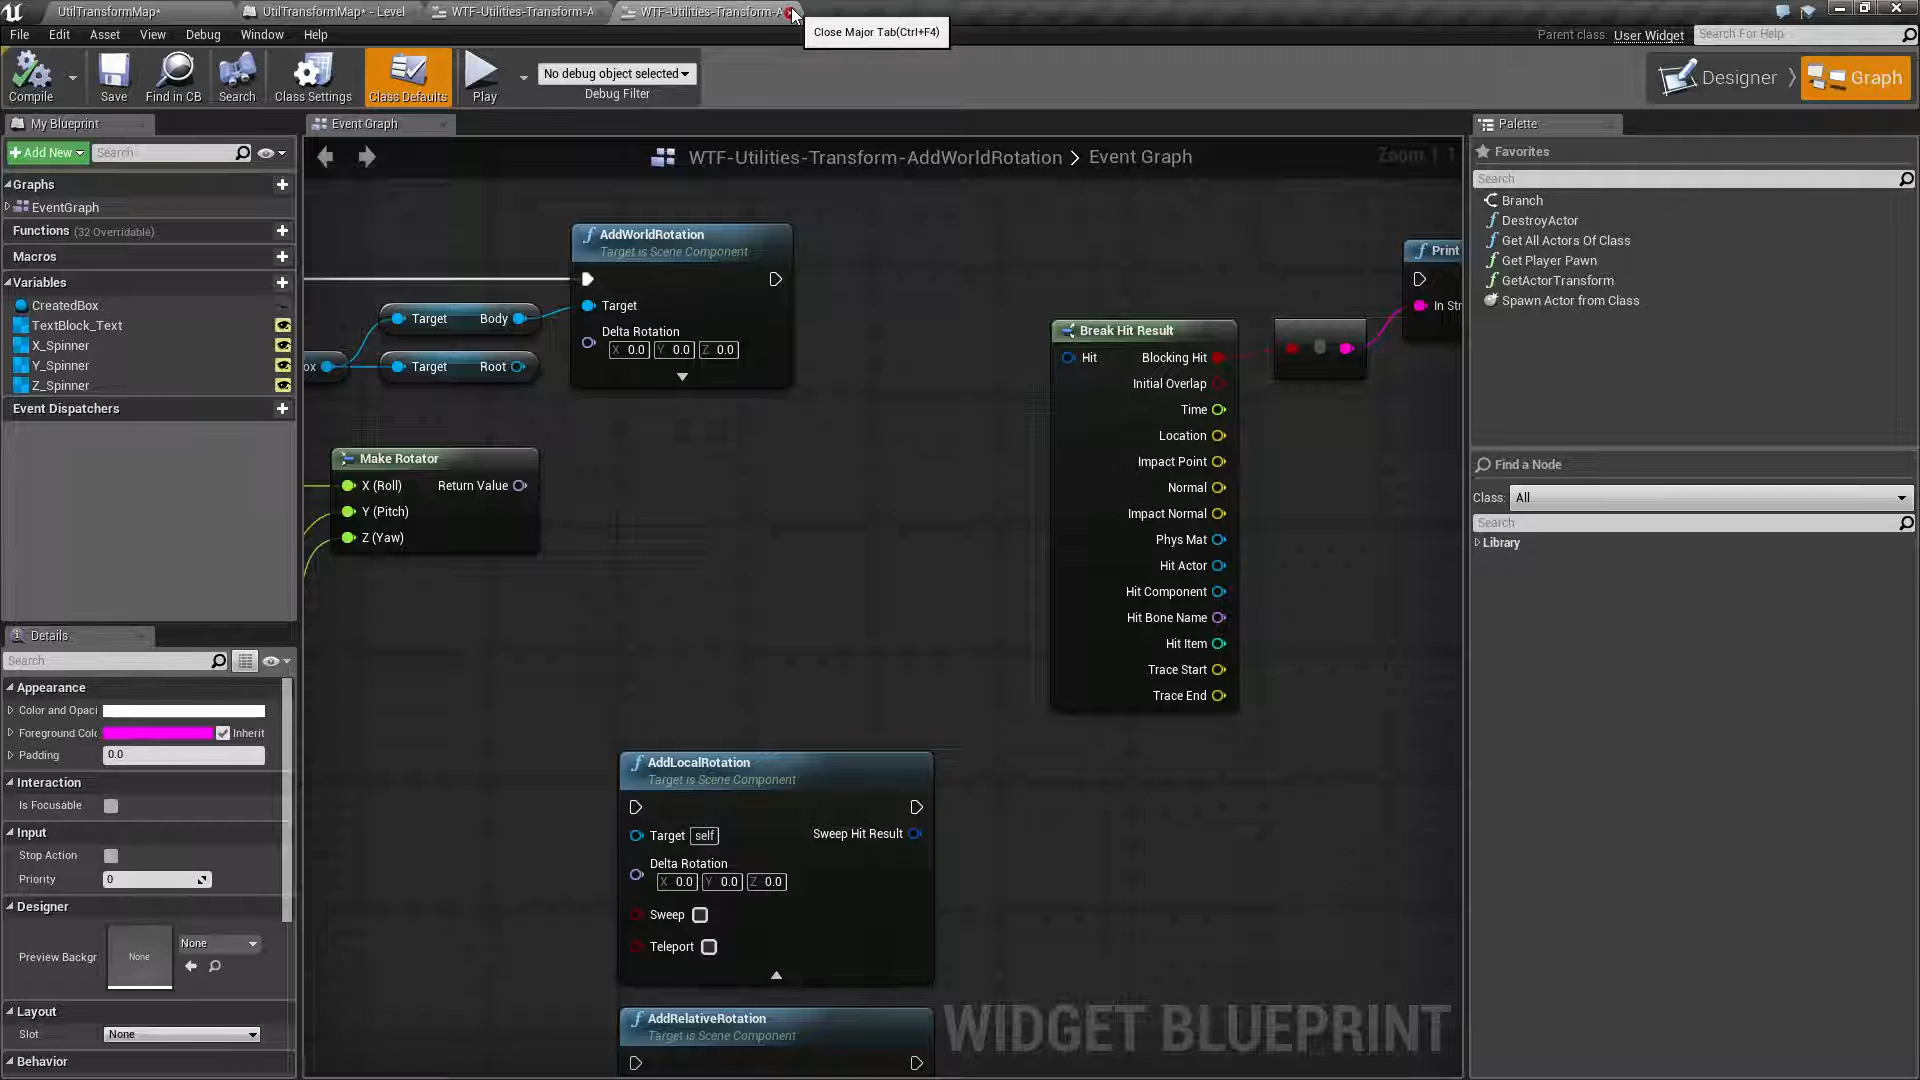 UtilTransformMap*
UtilTransformMap* - Level
WTF-Utilities-Transform-A
WTF-Utilities-Transform-A
Close Major Tab(Ctrl+F4)
File Edit Asset View Debug Window Help
Parent class: User Widget
Search For Help
Compile
Save
Find in CB
Search
Class Settings
Class Defaults
Play
No debug object selected
Debug Filter
Designer
Graph
My Blueprint
Add New
Search
Graphs
EventGraph
Functions (32 Overridable)
Macros
Variables
CreatedBox
TextBlock_Text
X_Spinner
Y_Spinner
Z_Spinner
Event Dispatchers
Details
Search
Appearance
Color and Opaci
Foreground Colo
Inherit
Padding
0.0
Interaction
Is Focusable
Input
Stop Action
Priority
0
Designer
Preview Backgr
None
None
Layout
Slot
None
Behavior
Event Graph
WTF-Utilities-Transform-AddWorldRotation > Event Graph
AddWorldRotation
Target is Scene Component
Target
Delta Rotation
X 0.0 Y 0.0 Z 0.0
Target Body
ox
Target Root
Make Rotator
X (Roll) Return Value
Y (Pitch)
Z (Yaw)
Break Hit Result
Hit Blocking Hit
Initial Overlap
Time
Location
Impact Point
Normal
Impact Normal
Phys Mat
Hit Actor
Hit Component
Hit Bone Name
Hit Item
Trace Start
Trace End
Print
In Str
AddLocalRotation
Target is Scene Component
Target self
Sweep Hit Result
Delta Rotation
X 0.0 Y 0.0 Z 0.0
Sweep
Teleport
AddRelativeRotation
Target is Scene Component
WIDGET BLUEPRINT
Palette
Favorites
Search
Branch
DestroyActor
Get All Actors Of Class
Get Player Pawn
GetActorTransform
Spawn Actor from Class
Find a Node
Class: All
Search
Library